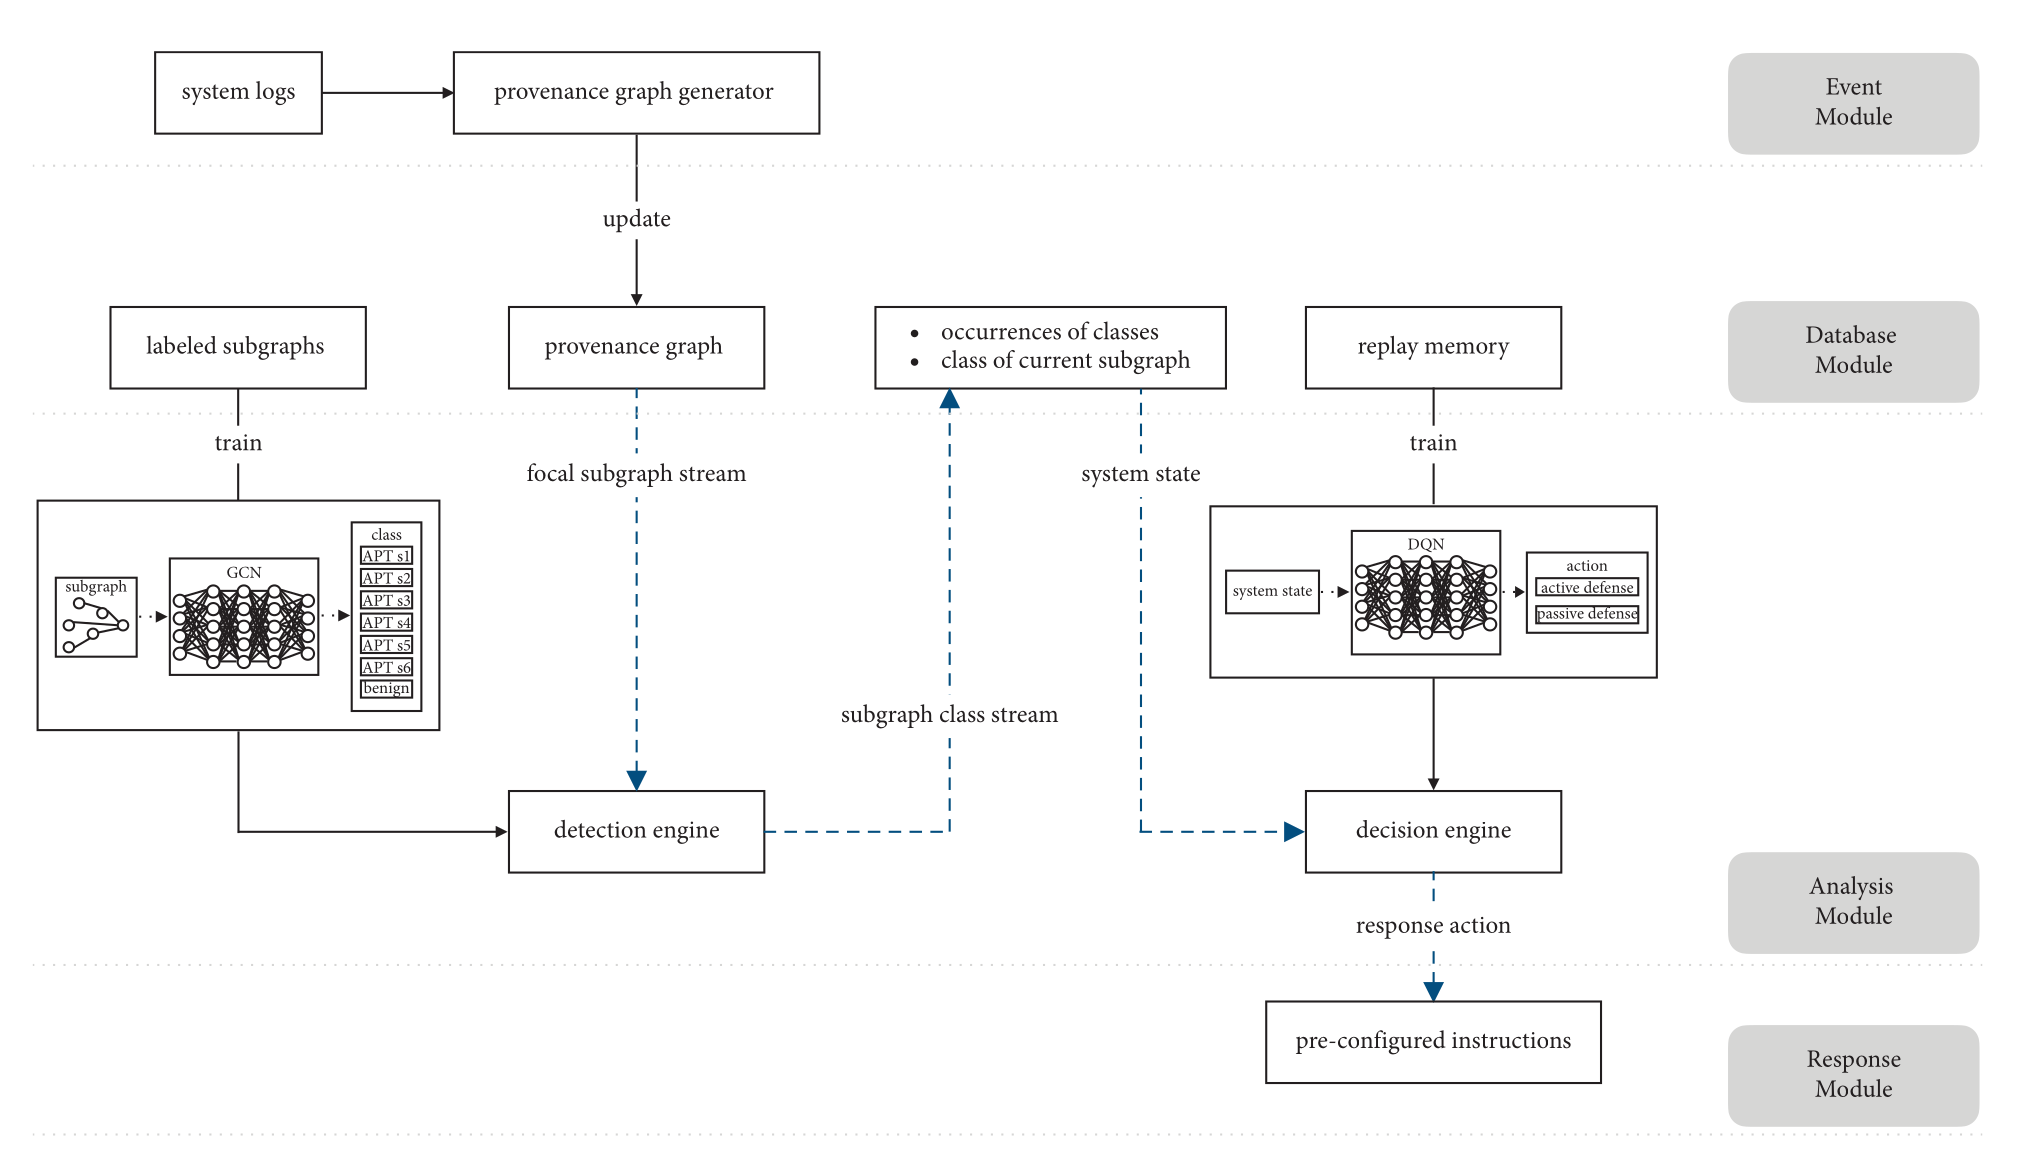 system logs
provenance graph generator
Event
Module
update
labeled subgraphs
provenance graph
• occurrences of classes
• class of current subgraph
replay memory
Database
Module
train
focal subgraph stream
system state
train
subgraph
GCN
class
APT s1
APT s2
APT s3
APT s4
APT s5
APT s6
benign
system state
DQN
action
active defense
passive defense
subgraph class stream
detection engine
decision engine
Analysis
Module
response action
pre-configured instructions
Response
Module